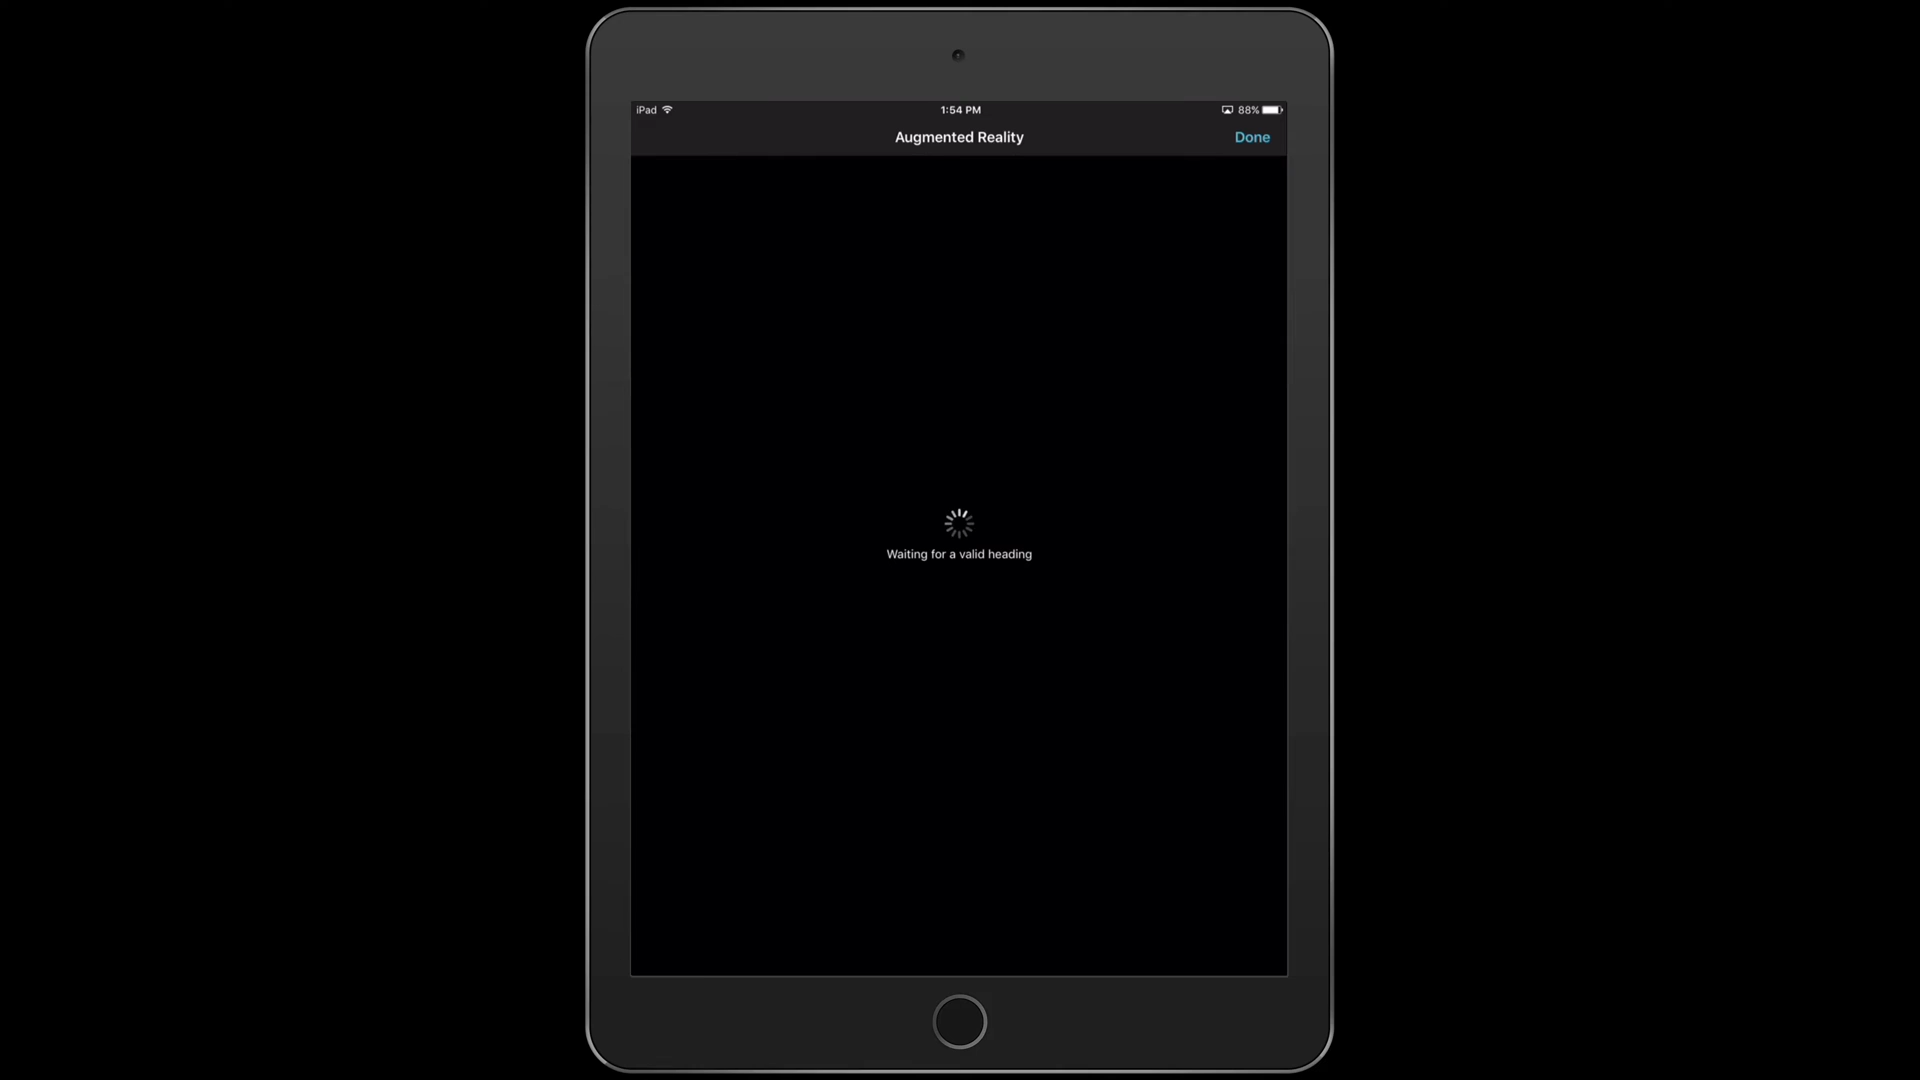 iPad 1:54 PM 88%
Augmented Reality Done
Waiting for a valid heading